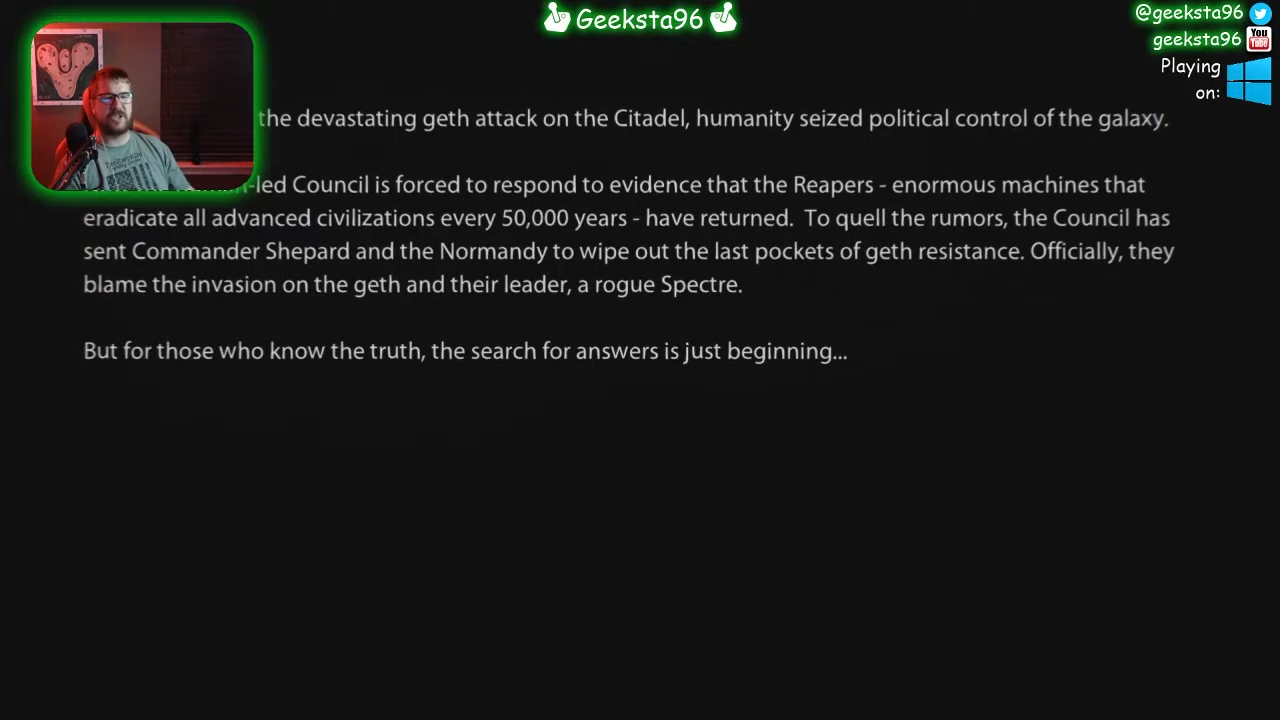 Geeksta96
@geeksta96
geeksta96
You
Tube
Playing
on:
the devastating geth attack on the Citadel, humanity seized political control of the galaxy.
-led Council is forced to respond to evidence that the Reapers - enormous machines that
eradicate all advanced civilizations every 50,000 years - have returned.  To quell the rumors, the Council has
sent Commander Shepard and the Normandy to wipe out the last pockets of geth resistance. Officially, they
blame the invasion on the geth and their leader, a rogue Spectre.
But for those who know the truth, the search for answers is just beginning...